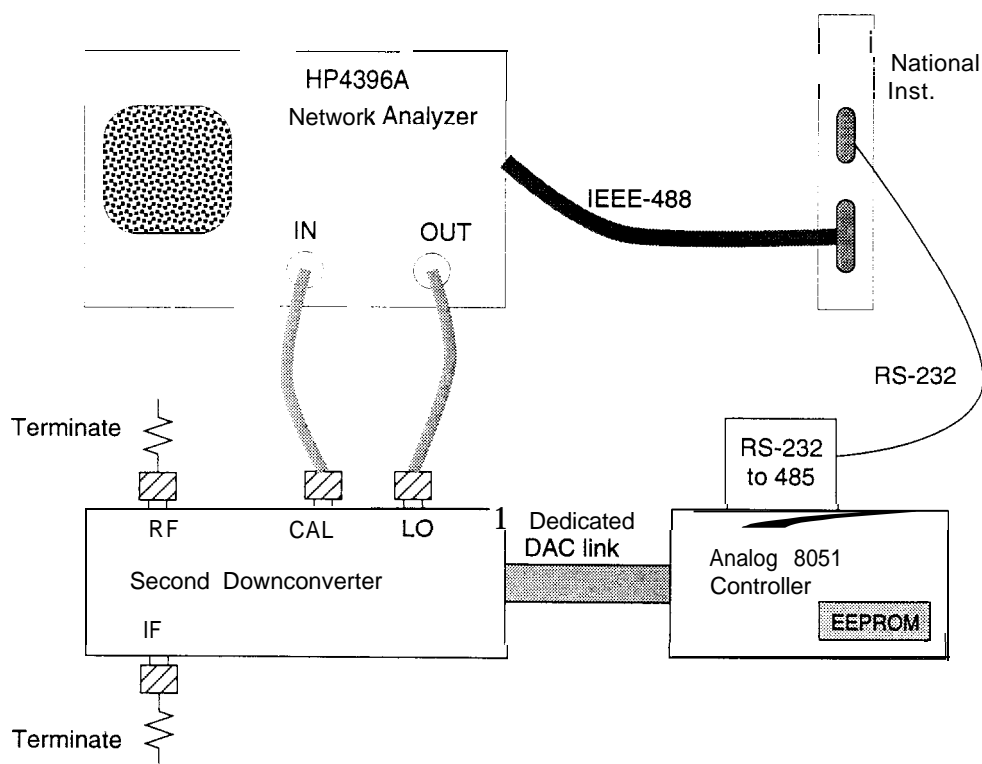 HP4396A
Network Analyzer
National
Inst.
IEEE-488
IN
OUT
RS-232
Terminate
RS-232
to 485
RF
CAL
LO
1
Dedicated
DAC link
Second Downconverter
Analog 8051
Controller
EEPROM
IF
Terminate